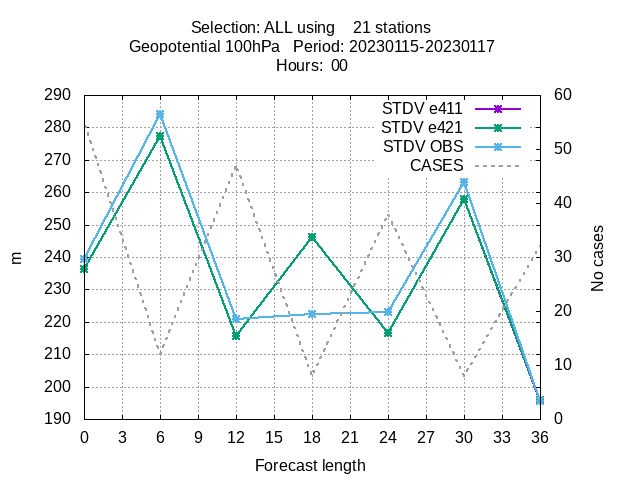 Selection: ALL using    21 stations
Geopotential 100hPa   Period: 20230115-20230117
Hours:  00
STDV e411
STDV e421
STDV OBS
CASES
290
280
270
260
250
240
230
220
210
200
190
m
60
50
40
30
20
10
0
No cases
0 3 6 9 12 15 18 21 24 27 30 33 36
Forecast length